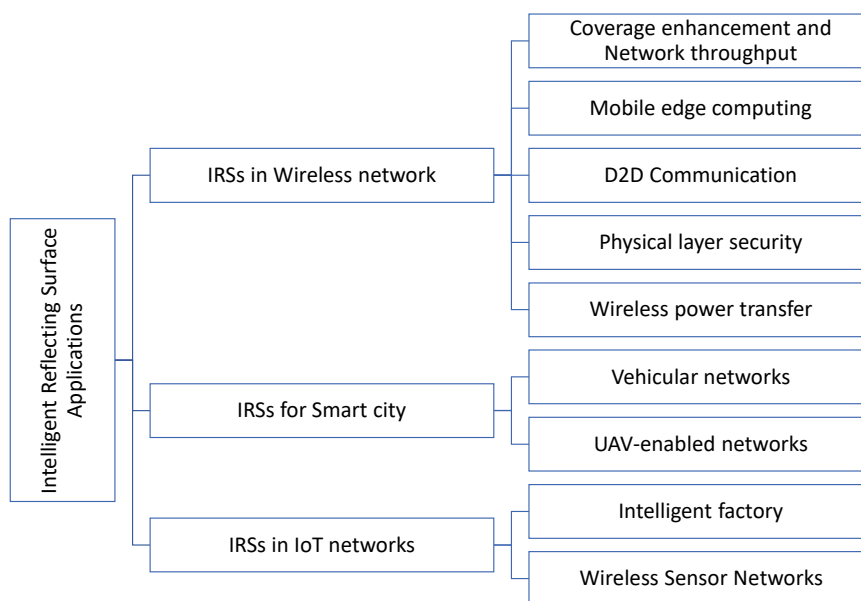 Intelligent Reflecting Surface
Applications
IRSs in Wireless network
Coverage enhancement and
Network throughput
Mobile edge computing
D2D Communication
Physical layer security
Wireless power transfer
IRSs for Smart city
Vehicular networks
UAV-enabled networks
IRSs in IoT networks
Intelligent factory
Wireless Sensor Networks